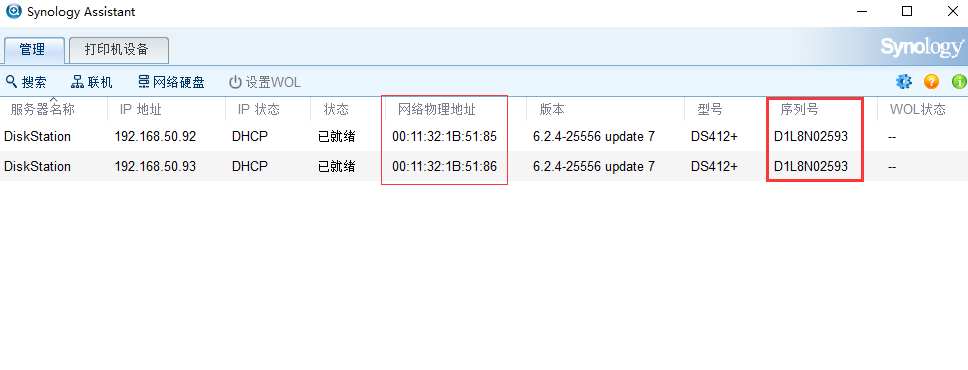 Synology Assistant
管理 打印机设备 Synology
搜索 联机 网络硬盘 设置WOL
服务器名称 IP 地址 IP 状态 状态 网络物理地址 版本 型号 序列号 WOL状态
DiskStation 192.168.50.92 DHCP 已就绪 00:11:32:1B:51:85 6.2.4-25556 update 7 DS412+ D1L8N02593 --
DiskStation 192.168.50.93 DHCP 已就绪 00:11:32:1B:51:86 6.2.4-25556 update 7 DS412+ D1L8N02593 --